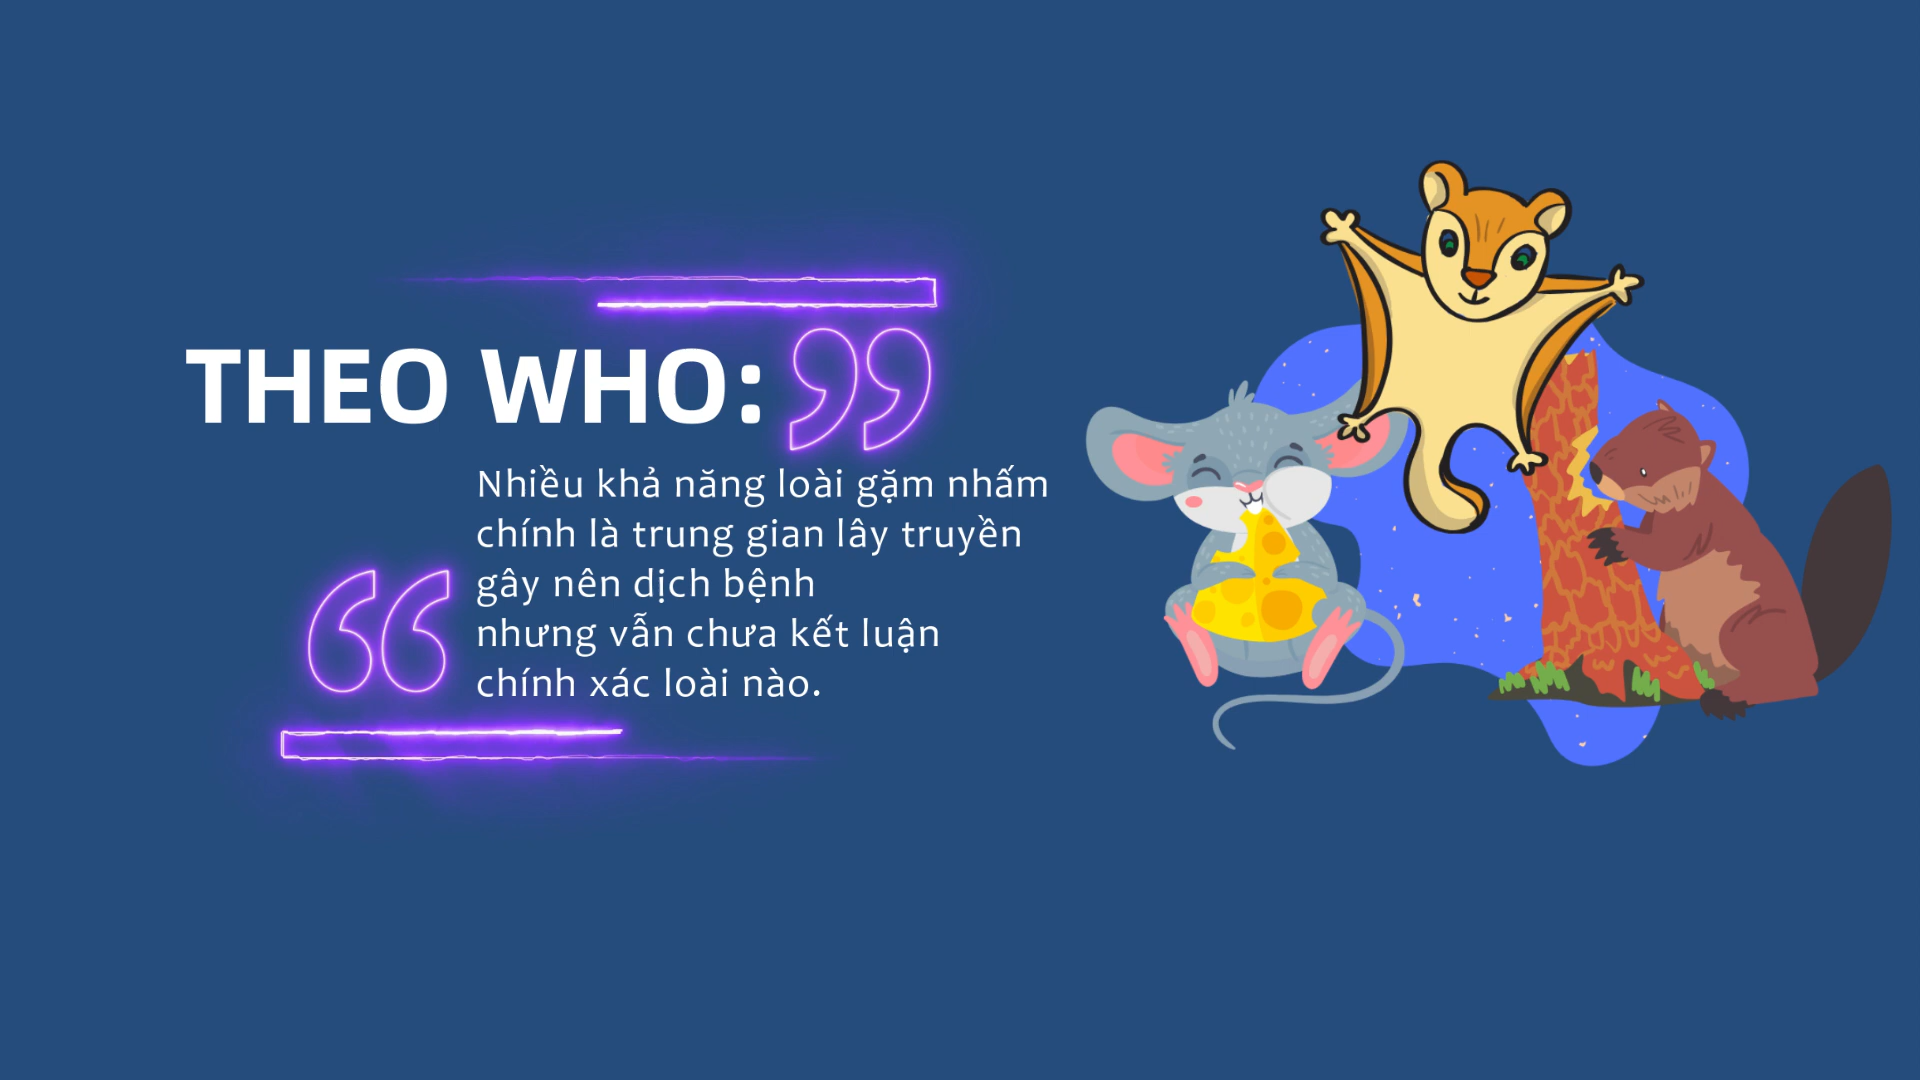 THEO WHO:
Nhiều khả năng loài gặm nhấm
chính là trung gian lây truyền
gây nên dịch bệnh
nhưng vẫn chưa kết luận
chính xác loài nào.